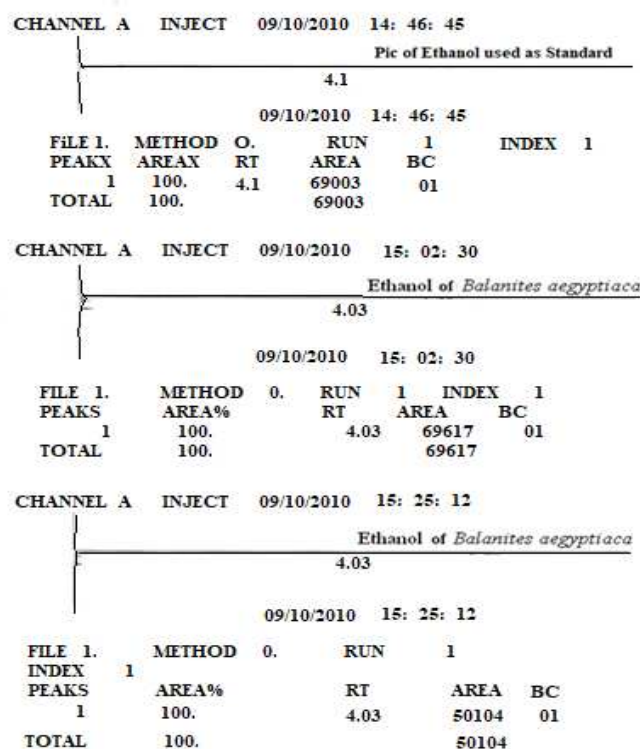 CHANNEL A INJECT 09/10/2010 14: 46: 45
Pic of Ethanol used as Standard
4.1
09/10/2010 14: 46: 45
FiLE 1. METHOD O. RUN 1 INDEX 1
PEAKX AREAX RT AREA BC
1 100. 4.1 69003 01
TOTAL 100. 69003
CHANNEL A INJECT 09/10/2010 15: 02: 30
Ethanol of Balanites aegyptiaca
4.03
09/10/2010 15: 02: 30
FILE 1. METHOD 0. RUN 1 INDEX 1
PEAKS AREA% RT AREA BC
1 100. 4.03 69617 01
TOTAL 100. 69617
CHANNEL A INJECT 09/10/2010 15: 25: 12
Ethanol of Balanites aegyptiaca
4.03
09/10/2010 15: 25: 12
FILE 1. METHOD 0. RUN 1
INDEX 1
PEAKS AREA% RT AREA BC
1 100. 4.03 50104 01
TOTAL 100. 50104